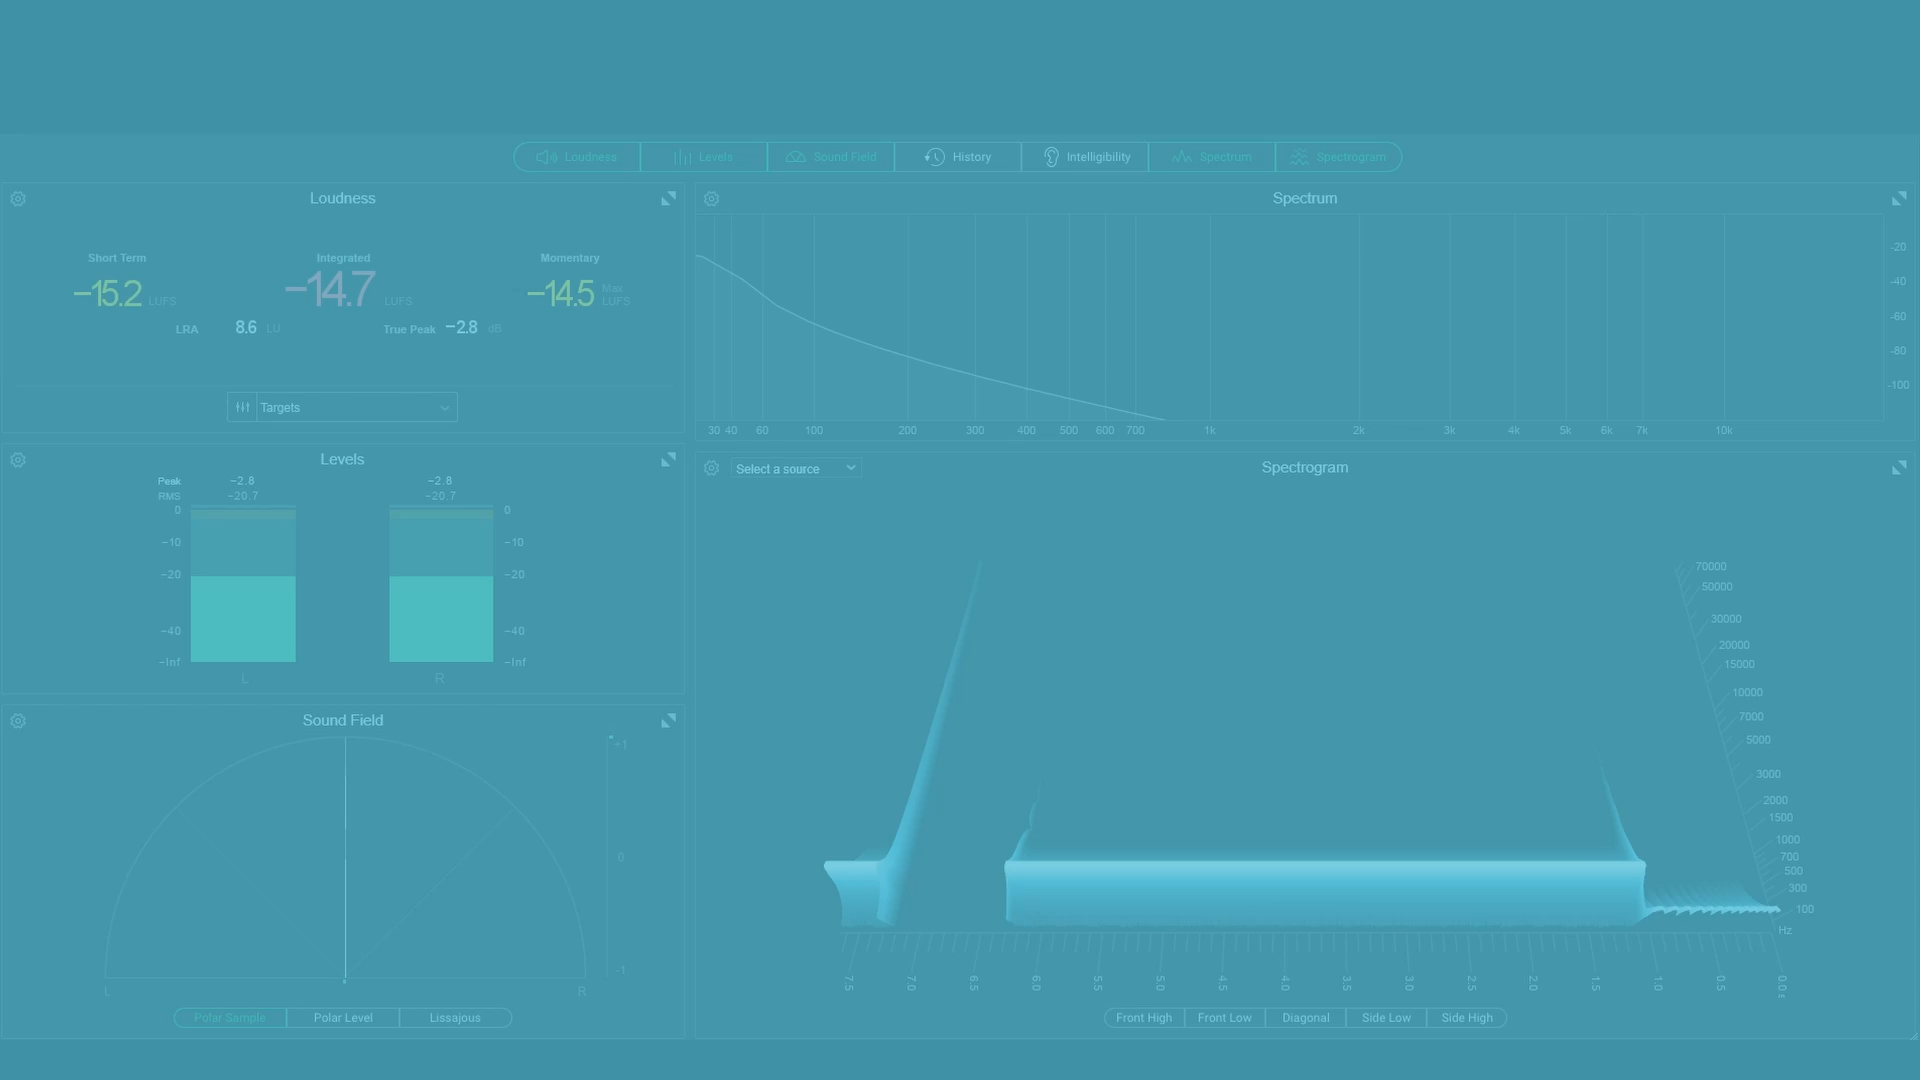 Loudness
Levels
Sound Field
History
Intelligibility
Spectrum
Spectrogram
Loudness
Short Term
Integrated
Momentary
−15.2 LUFS
−14.7 LUFS
−14.5 Max LUFS
LRA 8.6 LU
True Peak −2.8 dB
Targets
Levels
Peak −2.8 −2.8
RMS −20.7 −20.7
0 0
−10 −10
−20 −20
−40 −40
−Inf −Inf
L R
Sound Field
+1
0
-1
L R
Polar Sample Polar Level Lissajous
Spectrum
-20
-40
-60
-80
-100
30 40 60 100 200 300 400 500 600 700 1k 2k 3k 4k 5k 6k 7k 10k
Select a source
Spectrogram
70000
50000
30000
20000
15000
10000
7000
5000
3000
2000
1500
1000
700
500
300
100
Hz
7.5 7.0 6.5 6.0 5.5 5.0 4.5 4.0 3.5 3.0 2.5 2.0 1.5 1.0 0.5 0.0 s
Front High Front Low Diagonal Side Low Side High